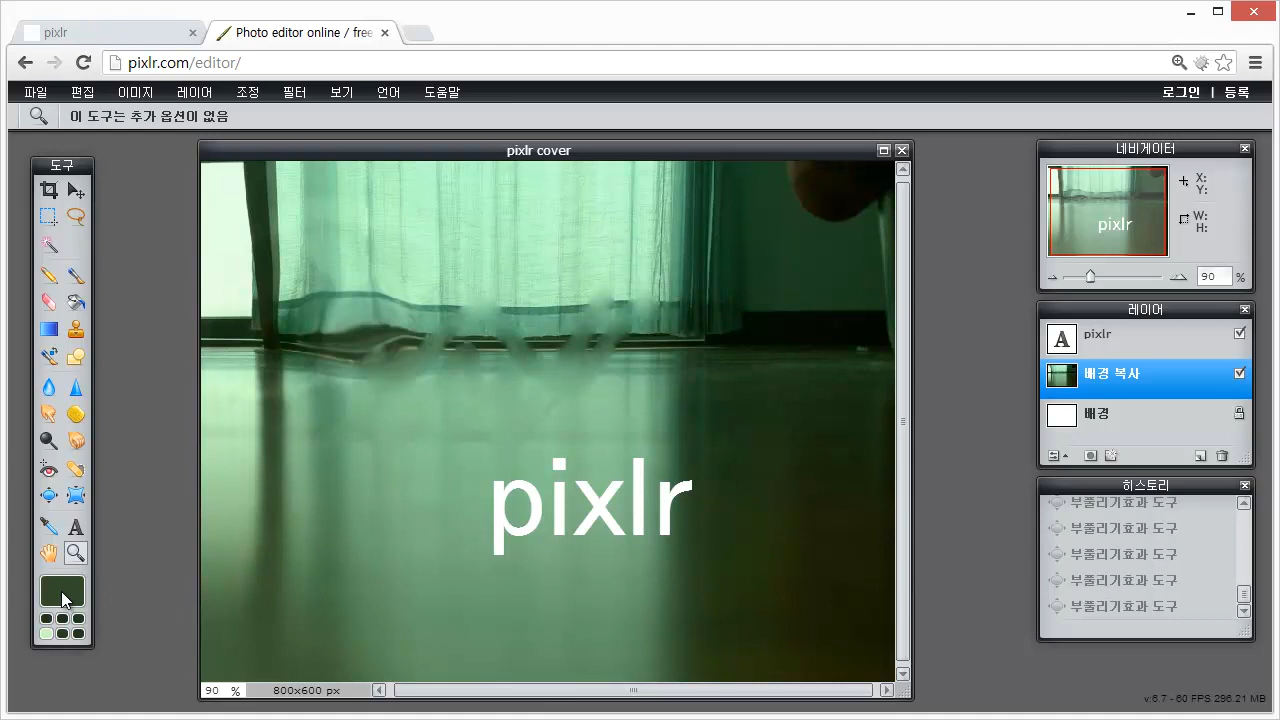 pixlr
Photo editor online / free
pixlr.com/editor/
파일 편집 이미지 레이어 조정 필터 보기 언어 도움말 로그인 | 등록
이 도구는 추가 옵션이 없음
도구
A
pixlr cover
pixlr
90 % 800x600 px
네비게이터
pixlr
X:
Y:
W:
H:
90 %
레이어
A pixlr
배경 복사
배경
히스토리
부풀리기효과 도구
부풀리기효과 도구
부풀리기효과 도구
부풀리기효과 도구
부풀리기효과 도구
v:6.7 - 60 FPS 296.21 MB